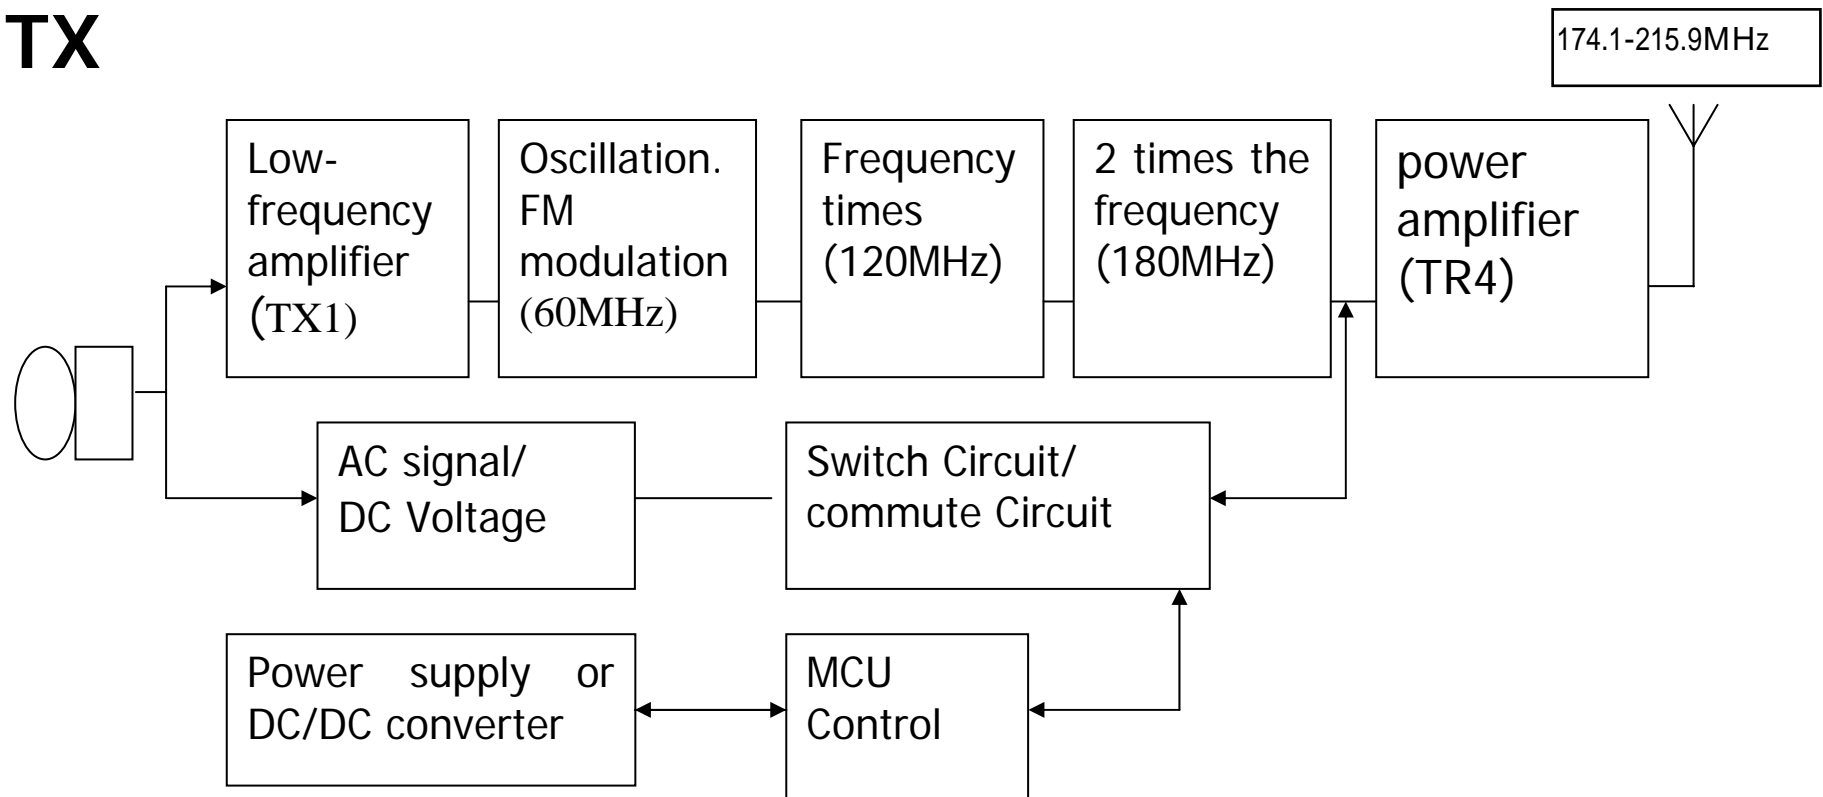 TX
174.1-215.9MHz
Low-
frequency
amplifier
(TX1)
Oscillation.
FM
modulation
(60MHz)
Frequency
times
(120MHz)
2 times the
frequency
(180MHz)
power
amplifier
(TR4)
AC signal/
DC Voltage
Switch Circuit/
commute Circuit
Power supply or
DC/DC converter
MCU
Control